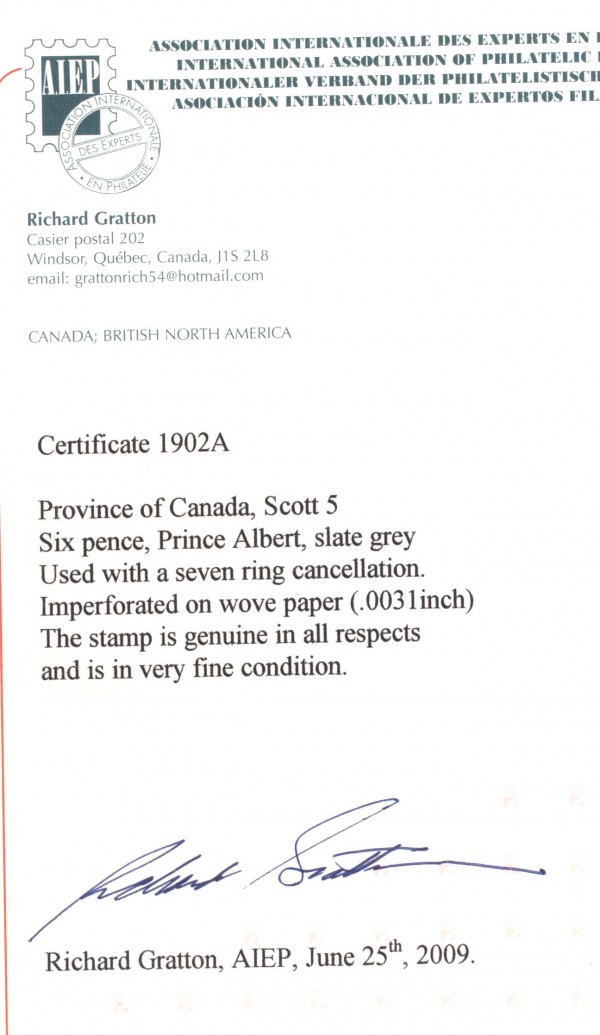 AIEP
ASSOCIATION INTERNATIONALE
DES EXPERTS
• EN PHILATELIE •
ASSOCIATION INTERNATIONALE DES EXPERTS EN
INTERNATIONAL ASSOCIATION OF PHILATELIC
INTERNATIONALER VERBAND DER PHILATELISTISCH
ASOCIACIÓN INTERNACIONAL DE EXPERTOS FIL
Richard Gratton
Casier postal 202
Windsor, Québec, Canada, J1S 2L8
email: grattonrich54@hotmail.com
CANADA; BRITISH NORTH AMERICA
Certificate 1902A
Province of Canada, Scott 5
Six pence, Prince Albert, slate grey
Used with a seven ring cancellation.
Imperforated on wove paper (.0031inch)
The stamp is genuine in all respects
and is in very fine condition.
Richard Gratton
Richard Gratton, AIEP, June 25th, 2009.